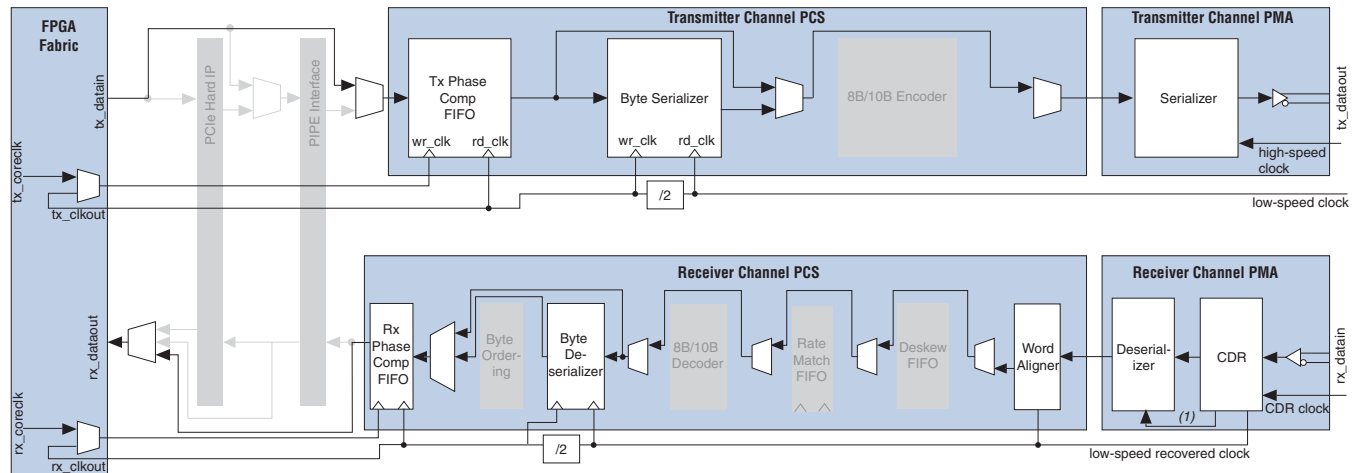 FPGA
Fabric
Transmitter Channel PCS
Transmitter Channel PMA
tx_datain
PCIe Hard IP
PIPE Interface
Tx Phase
Comp
FIFO
wr_clk
rd_clk
Byte Serializer
wr_clk
rd_clk
8B/10B Encoder
Serializer
tx_dataout
high-speed
clock
tx_coreclk
tx_clkout
/2
low-speed clock
Receiver Channel PCS
Receiver Channel PMA
rx_dataout
Rx
Phase
Comp
FIFO
Byte
Order-
ing
Byte
De-
serializer
8B/10B
Decoder
Rate
Match
FIFO
Deskew
FIFO
Word
Aligner
Deserial-
izer
CDR
rx_datain
CDR clock
(1)
rx_coreclk
rx_clkout
/2
low-speed recovered clock